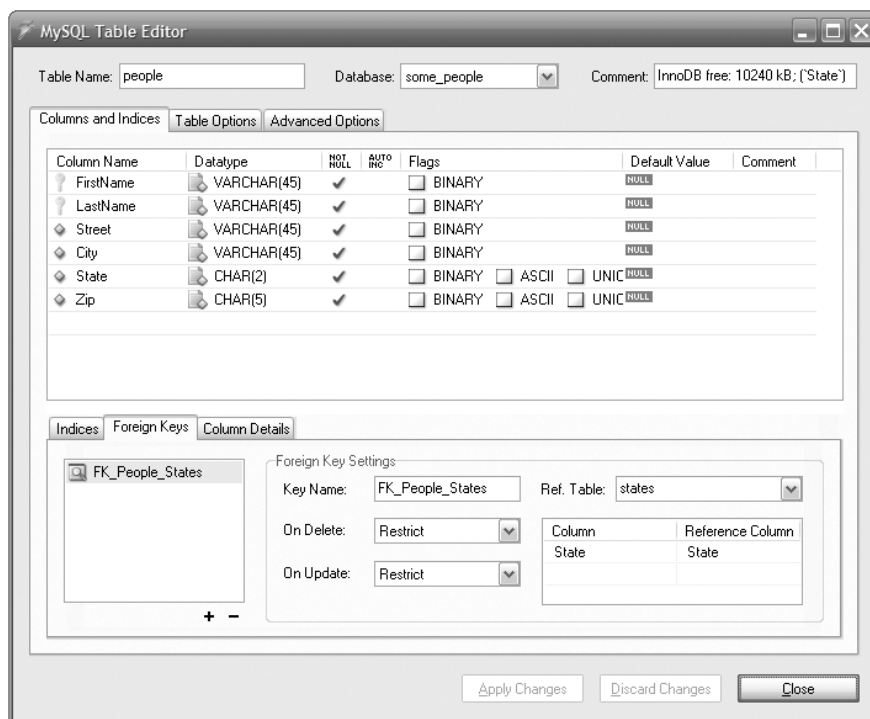 MySQL Table Editor
Table Name: people Database: some_people Comment: InnoDB free: 10240 kB; (`State`)
Columns and Indices Table Options Advanced Options
Column Name Datatype NOT NULL AUTO INC Flags Default Value Comment
FirstName VARCHAR(45) BINARY NULL
LastName VARCHAR(45) BINARY NULL
Street VARCHAR(45) BINARY NULL
City VARCHAR(45) BINARY NULL
State CHAR(2) BINARY ASCII UNIC NULL
Zip CHAR(5) BINARY ASCII UNIC NULL
Indices Foreign Keys Column Details
FK_People_States
Foreign Key Settings
Key Name: FK_People_States Ref. Table: states
On Delete: Restrict
Column Reference Column
State State
On Update: Restrict
+ −
Apply Changes Discard Changes Close